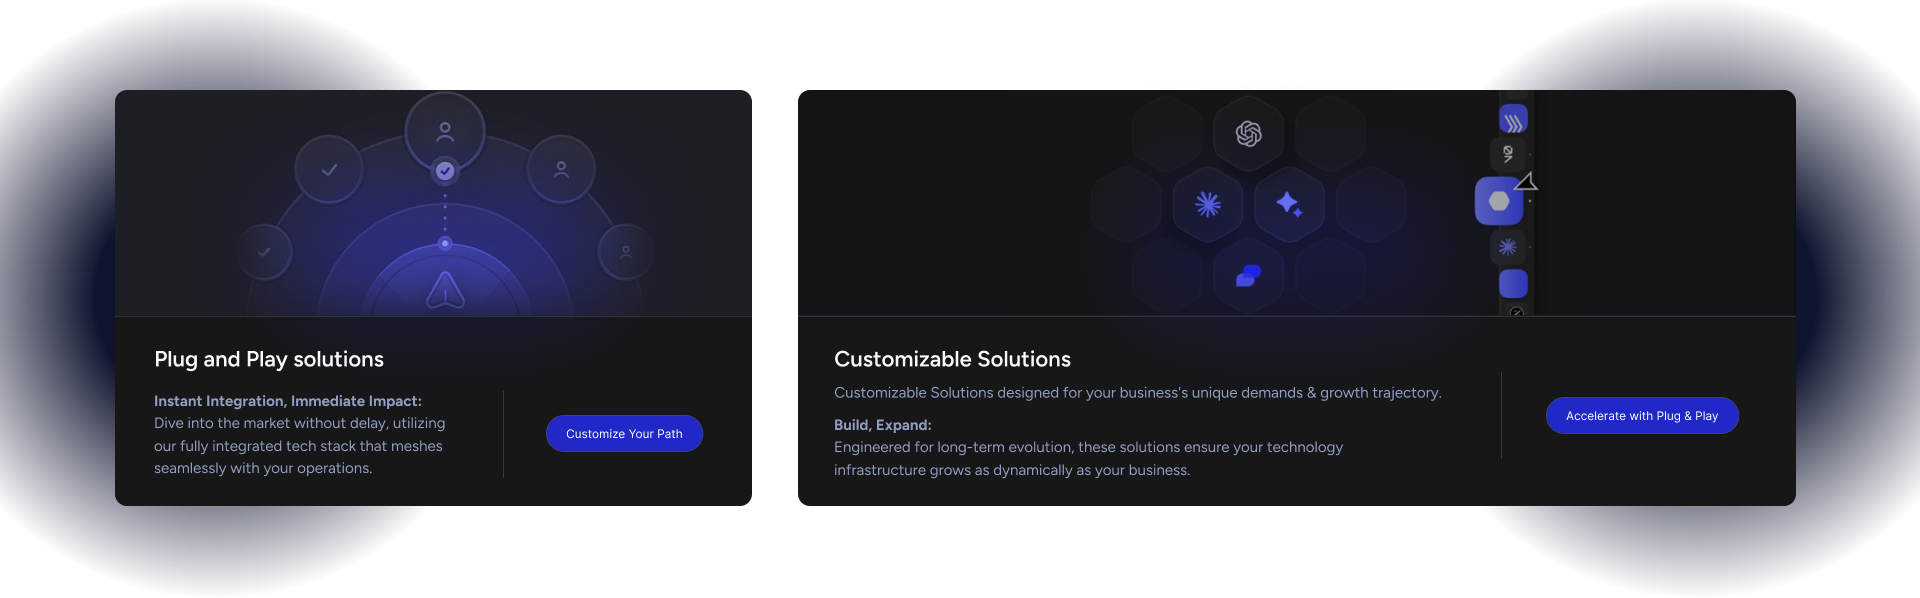 Plug and Play solutions
Instant Integration, Immediate Impact:
Dive into the market without delay, utilizing
our fully integrated tech stack that meshes
seamlessly with your operations.
Customize Your Path
Customizable Solutions
Customizable Solutions designed for your business's unique demands & growth trajectory.
Build, Expand:
Engineered for long-term evolution, these solutions ensure your technology
infrastructure grows as dynamically as your business.
Accelerate with Plug & Play